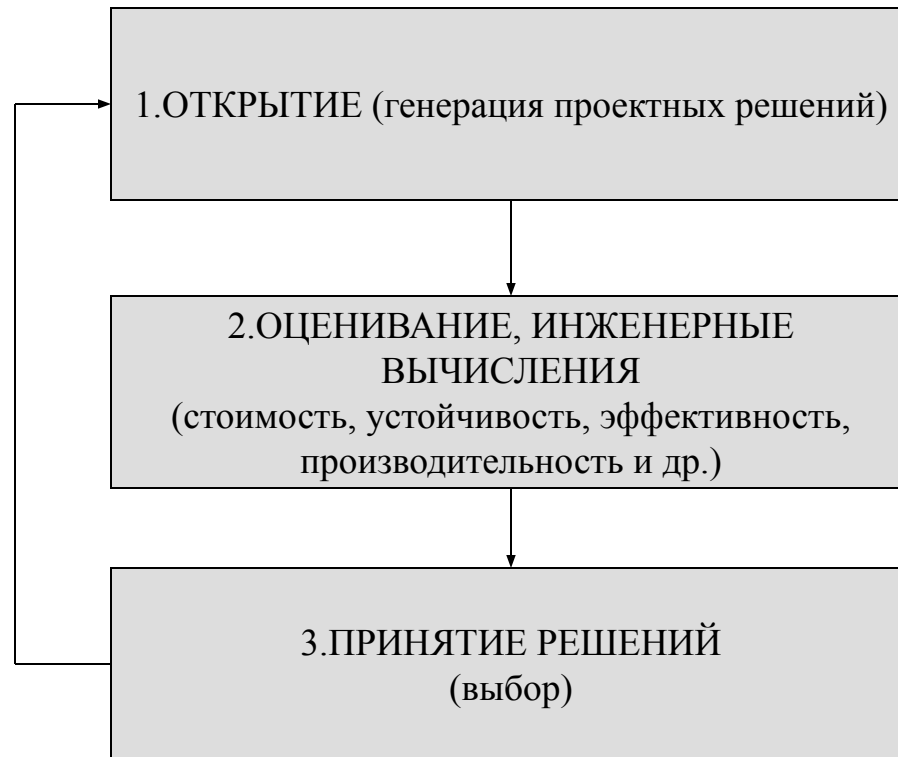 1.ОТКРЫТИЕ (генерация проектных решений)
2.ОЦЕНИВАНИЕ, ИНЖЕНЕРНЫЕ
ВЫЧИСЛЕНИЯ
(стоимость, устойчивость, эффективность,
производительность и др.)
3.ПРИНЯТИЕ РЕШЕНИЙ
(выбор)